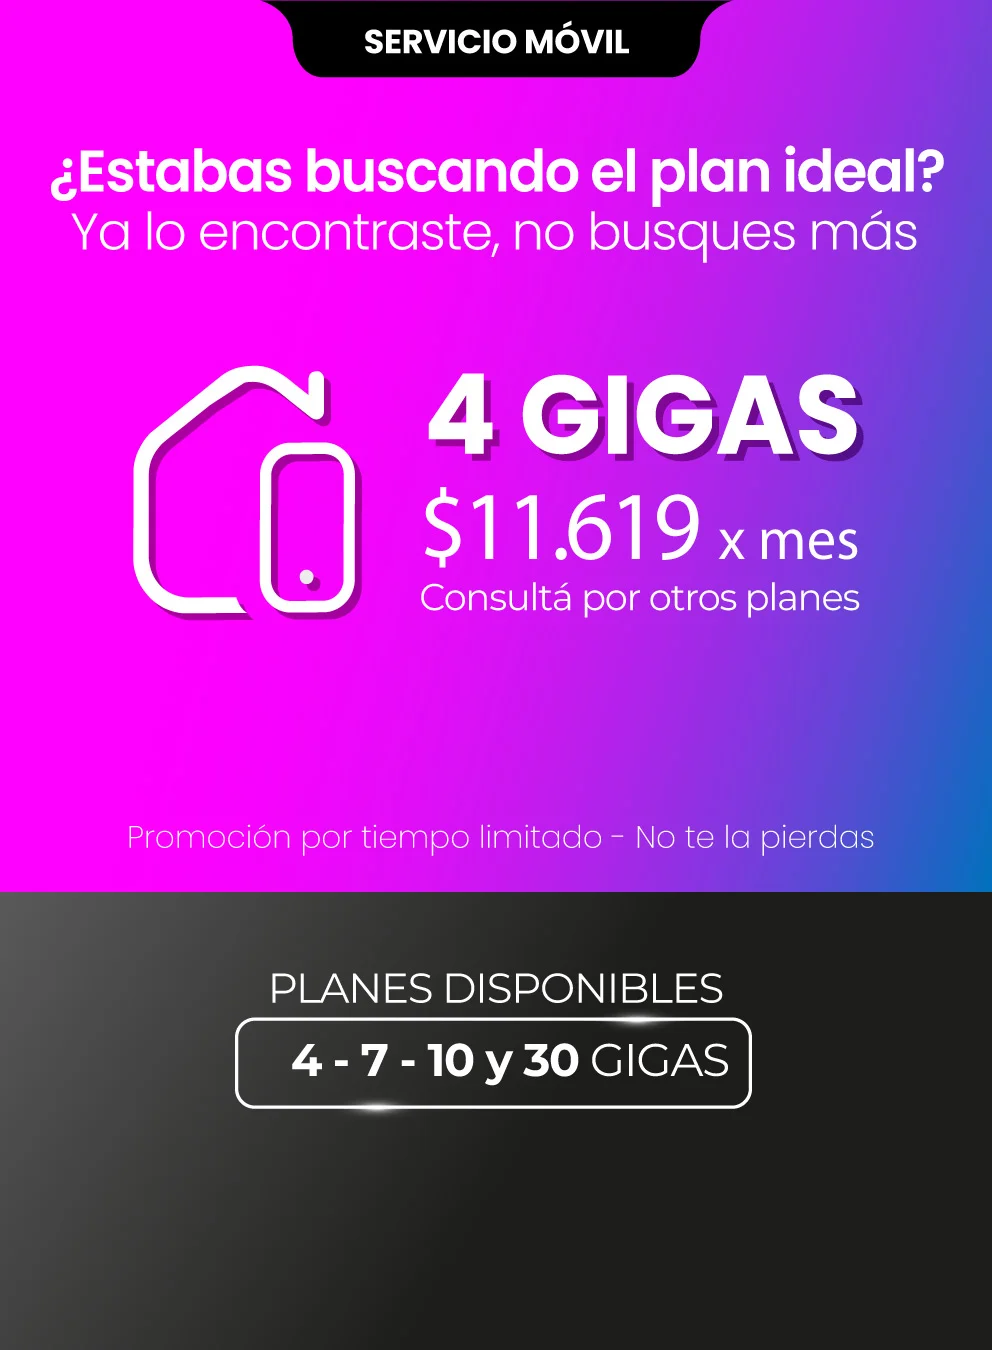 SERVICIO MÓVIL
¿Estabas buscando el plan ideal?
Ya lo encontraste, no busques más
4 GIGAS
$11.619 x mes
Consultá por otros planes
Promoción por tiempo limitado - No te la pierdas
PLANES DISPONIBLES
4 - 7 - 10 y 30 GIGAS